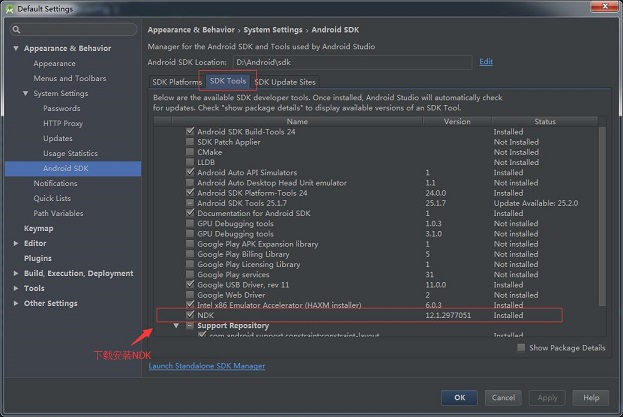 Default Settings
Appearance & Behavior
Appearance
Menus and Toolbars
System Settings
Passwords
HTTP Proxy
Updates
Usage Statistics
Android SDK
Notifications
Quick Lists
Path Variables
Keymap
Editor
Plugins
Build, Execution, Deployment
Tools
Other Settings
Appearance & Behavior › System Settings › Android SDK
Manager for the Android SDK and Tools used by Android Studio
Android SDK Location: D:\Android\sdk Edit
SDK Platforms SDK Tools SDK Update Sites
Below are the available SDK developer tools. Once installed, Android Studio will automatically check
for updates. Check "show package details" to display available versions of an SDK Tool.
Name Version Status
Android SDK Build-Tools 24 Installed
SDK Patch Applier Not Installed
CMake Not Installed
LLDB Not Installed
Android Auto API Simulators 1 Installed
Android Auto Desktop Head Unit emulator 1.1 Not installed
Android SDK Platform-Tools 24 24.0.0 Installed
Android SDK Tools 25.1.7 25.1.7 Update Available: 25.2.0
Documentation for Android SDK 1 Installed
GPU Debugging tools 1.0.3 Not installed
GPU Debugging tools 3.1.0 Not installed
Google Play APK Expansion library 1 Not installed
Google Play Billing Library 5 Not installed
Google Play Licensing Library 1 Not installed
Google Play services 31 Not installed
Google USB Driver, rev 11 11.0.0 Installed
Google Web Driver 2 Not installed
Intel x86 Emulator Accelerator (HAXM installer) 6.0.3 Installed
NDK 12.1.2977051 Installed
Support Repository
com.android.support.constraint:constraint-layout
Show Package Details
下载安装NDK
Launch Standalone SDK Manager
OK Cancel Apply Help